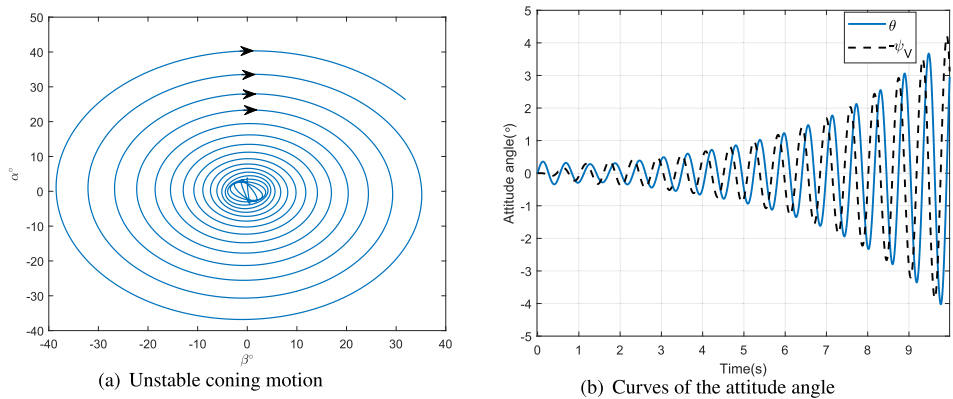 50
40
30
20
10
0
-10
-20
-30
-40
α°
-40 -30 -20 -10 0 10 20 30 40
β°
(a) Unstable coning motion
5
4
3
2
1
0
-1
-2
-3
-4
-5
Attitude angle(°)
θ
-ψV
0 1 2 3 4 5 6 7 8 9
Time(s)
(b) Curves of the attitude angle